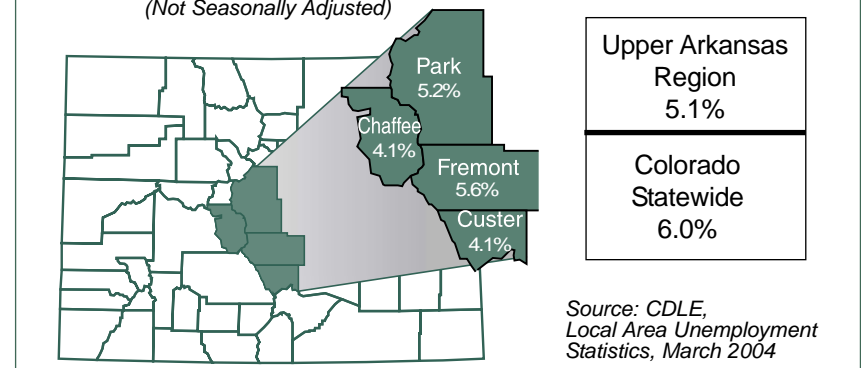 (Not Seasonally Adjusted)
Park
5.2%
Chaffee
4.1%
Fremont
5.6%
Custer
4.1%
Upper Arkansas
Region
5.1%
Colorado
Statewide
6.0%
Source: CDLE,
Local Area Unemployment
Statistics, March 2004